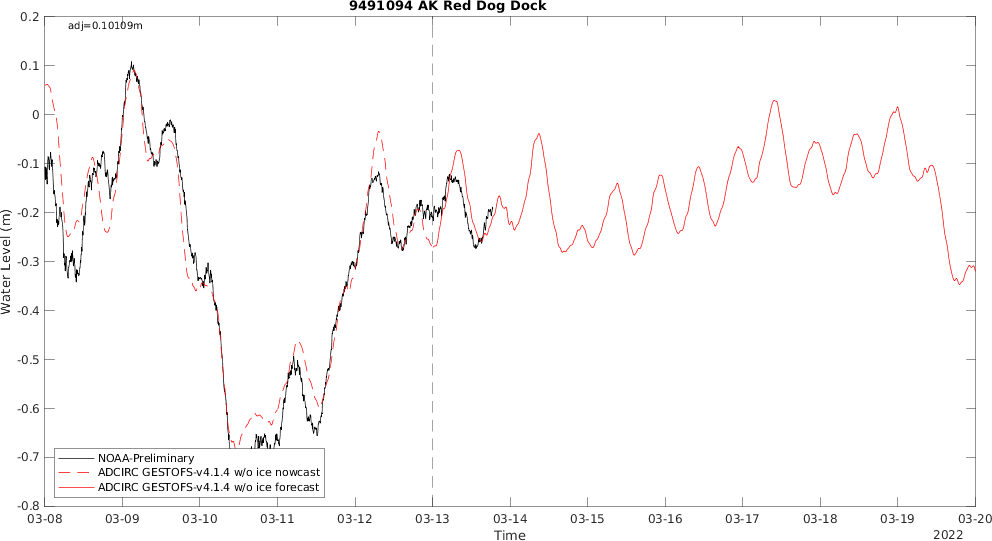 9491094 AK Red Dog Dock
adj=0.10109m
Water Level (m)
0.2
0.1
0
-0.1
-0.2
-0.3
-0.4
-0.5
-0.6
-0.7
-0.8
NOAA-Preliminary
ADCIRC GESTOFS-v4.1.4 w/o ice nowcast
ADCIRC GESTOFS-v4.1.4 w/o ice forecast
03-08 03-09 03-10 03-11 03-12 03-13 03-14 03-15 03-16 03-17 03-18 03-19 03-20
Time
2022